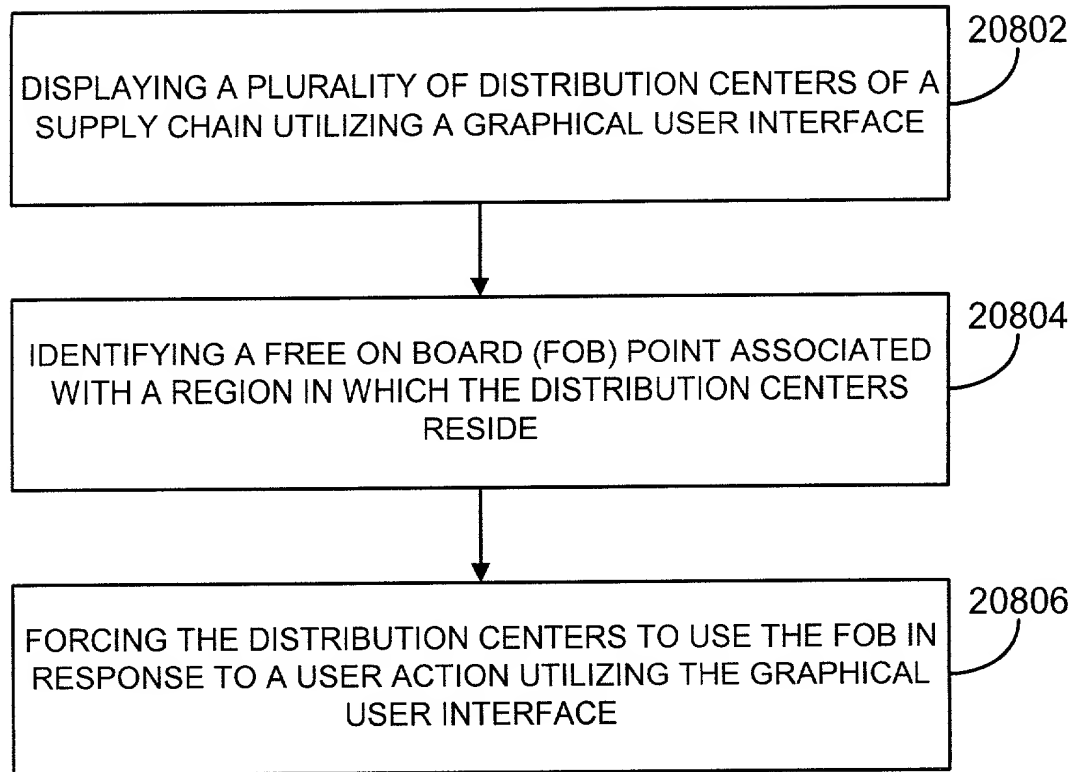 20802
DISPLAYING A PLURALITY OF DISTRIBUTION CENTERS OF A
SUPPLY CHAIN UTILIZING A GRAPHICAL USER INTERFACE
20804
IDENTIFYING A FREE ON BOARD (FOB) POINT ASSOCIATED
WITH A REGION IN WHICH THE DISTRIBUTION CENTERS
RESIDE
20806
FORCING THE DISTRIBUTION CENTERS TO USE THE FOB IN
RESPONSE TO A USER ACTION UTILIZING THE GRAPHICAL
USER INTERFACE